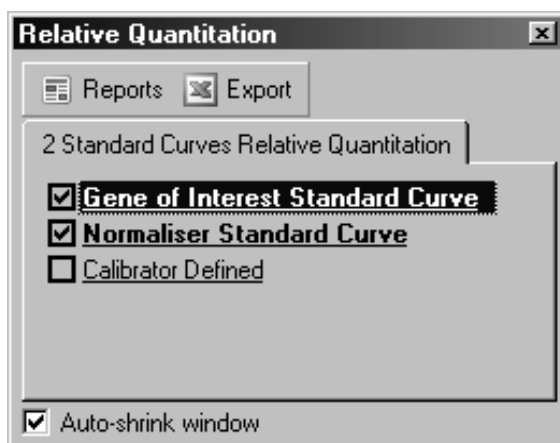 Relative Quantitation
Reports Export
2 Standard Curves Relative Quantitation
Gene of Interest Standard Curve
Normaliser Standard Curve
Calibrator Defined
Auto-shrink window